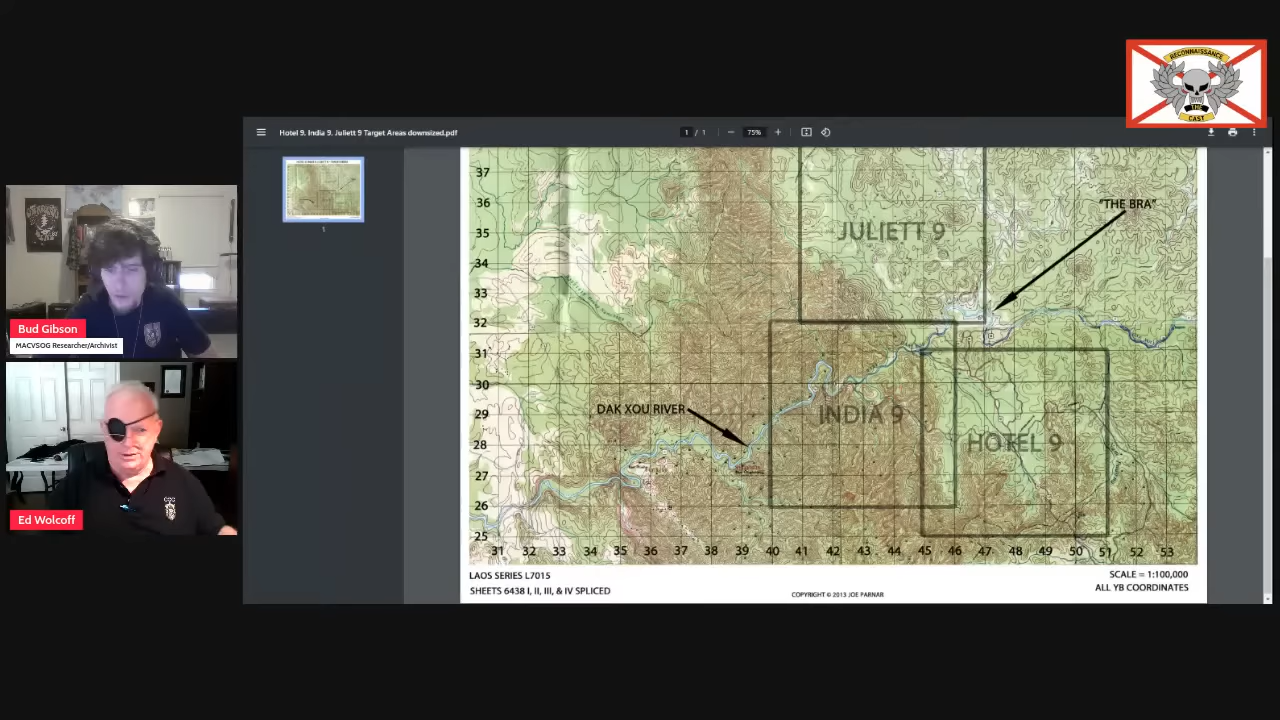 RECONNAISSANCE
THE
CAST
Hotel 9, India 9, Juliett 9 Target Areas downsized.pdf
1 / 1
75%
1
Bud Gibson
MACVSOG Researcher/Archivist
Ed Wolcoff
37
36
35
34
33
32
31
30
29
28
27
26
25
JULIETT 9
"THE BRA"
DAK XOU RIVER
INDIA 9
HOTEL 9
31 32 33 34 35 36 37 38 39 40 41 42 43 44 45 46 47 48 49 50 51 52 53
LAOS SERIES L7015
SHEETS 6438 I, II, III, & IV SPLICED
COPYRIGHT © 2013 JOE PARNAR
SCALE = 1:100,000
ALL YB COORDINATES